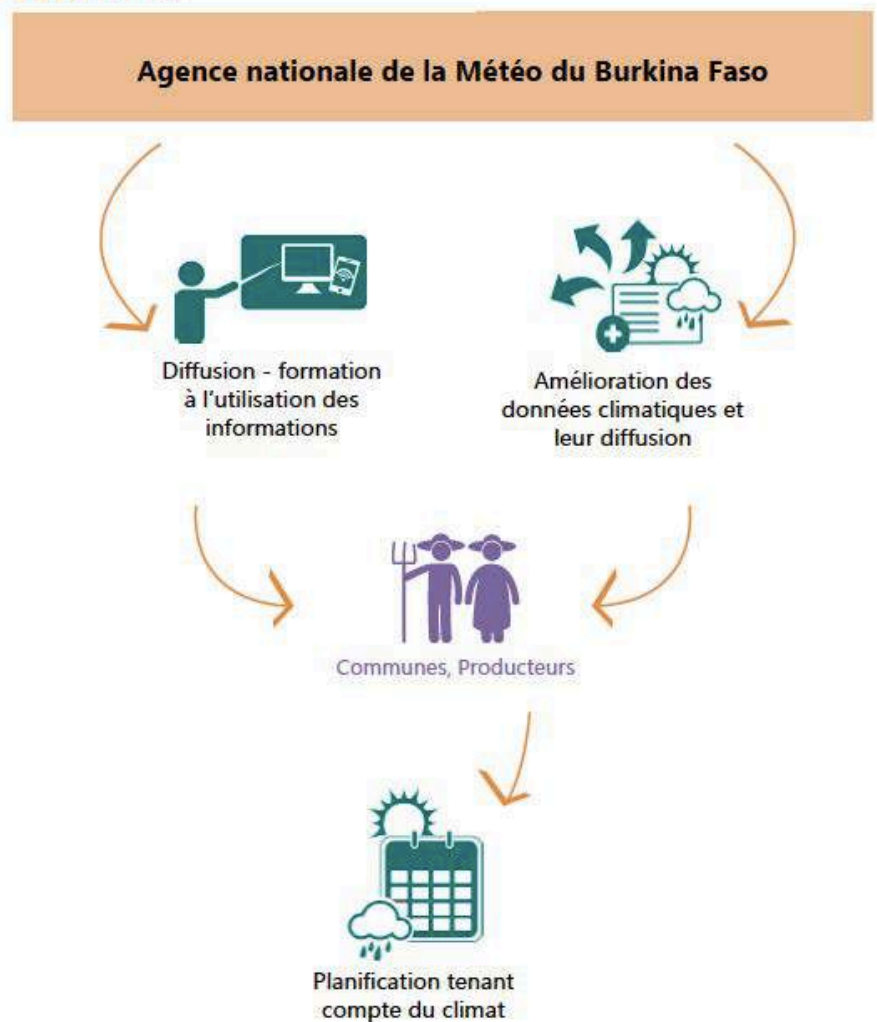 Agence nationale de la Météo du Burkina Faso
Diffusion - formation
à l'utilisation des
informations
Amélioration des
données climatiques et
leur diffusion
Communes, Producteurs
Planification tenant
compte du climat